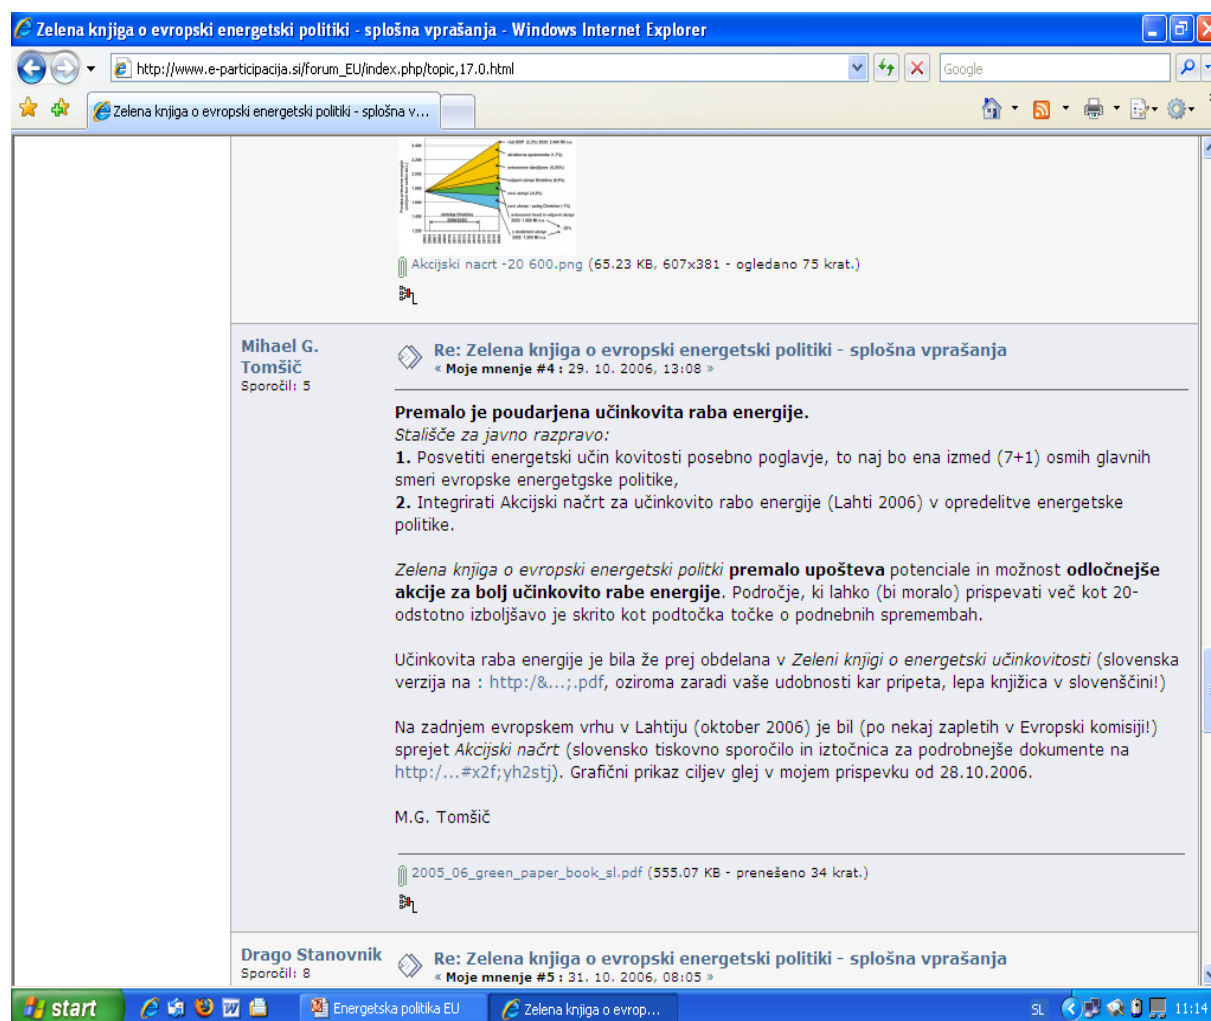 Zelena knjiga o evropski energetski politiki - splošna vprašanja - Windows Internet Explorer
http://www.e-participacija.si/forum_EU/index.php/topic,17.0.html
Google
Zelena knjiga o evropski energetski politiki - splošna v...
Akcijski nacrt -20 600.png (65.23 KB, 607x381 - ogledano 75 krat.)
Mihael G.
Tomšič
Sporočil: 5
Re: Zelena knjiga o evropski energetski politiki - splošna vprašanja
« Moje mnenje #4 : 29. 10. 2006, 13:08 »
Premalo je poudarjena učinkovita raba energije.
Stališče za javno razpravo:
1. Posvetiti energetski učin kovitosti posebno poglavje, to naj bo ena izmed (7+1) osmih glavnih
smeri evropske energetgske politike,
2. Integrirati Akcijski načrt za učinkovito rabo energije (Lahti 2006) v opredelitve energetske
politike.
Zelena knjiga o evropski energetski politki premalo upošteva potenciale in možnost odločnejše
akcije za bolj učinkovito rabe energije. Področje, ki lahko (bi moralo) prispevati več kot 20-
odstotno izboljšavo je skrito kot podtočka točke o podnebnih spremembah.
Učinkovita raba energije je bila že prej obdelana v Zeleni knjigi o energetski učinkovitosti (slovenska
verzija na : http:/&...;.pdf, oziroma zaradi vaše udobnosti kar pripeta, lepa knjižica v slovenščini!)
Na zadnjem evropskem vrhu v Lahtiju (oktober 2006) je bil (po nekaj zapletih v Evropski komisiji!)
sprejet Akcijski načrt (slovensko tiskovno sporočilo in iztočnica za podrobnejše dokumente na
http:/...#x2f;yh2stj). Grafični prikaz ciljev glej v mojem prispevku od 28.10.2006.
M.G. Tomšič
2005_06_green_paper_book_sl.pdf (555.07 KB - prenešeno 34 krat.)
Drago Stanovnik
Sporočil: 8
Re: Zelena knjiga o evropski energetski politiki - splošna vprašanja
« Moje mnenje #5 : 31. 10. 2006, 08:05 »
start
Energetska politika EU
Zelena knjiga o evrop...
SL
11:14